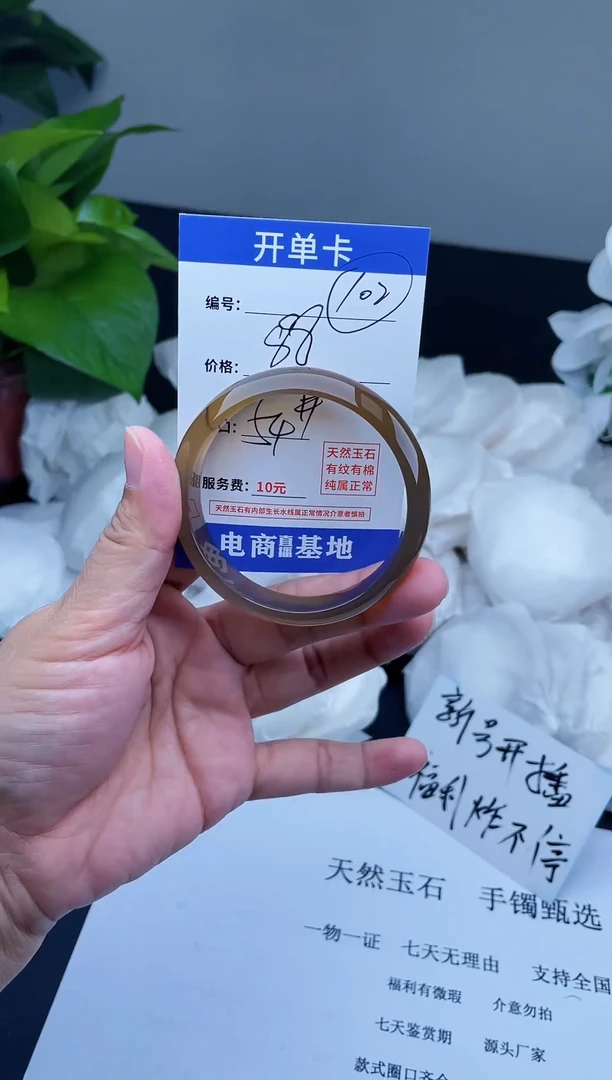 开单卡
编号: 102
价格: 88
口: 54#
天然玉石
有纹有棉
纯属正常
服务费: 10元
天然玉石有内部生长水线属正常情况介意者慎拍
电商直播基地
新号开播
福利炸不停
天然玉石 手镯甄选
一物一证 七天无理由 支持全国
福利有微瑕 介意勿拍
七天鉴赏期 源头厂家
款式圈口齐全